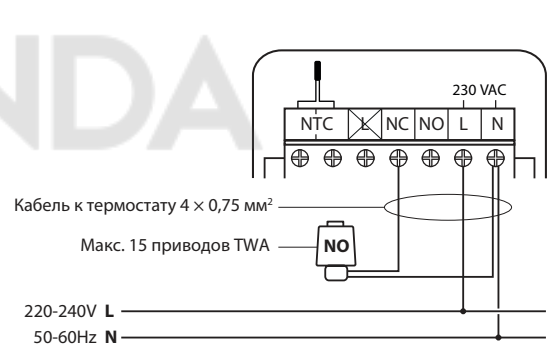 NDA
230 VAC
NTC L NC NO L N
Кабель к термостату 4 × 0,75 мм²
Макс. 15 приводов TWA
NO
220-240V L
50-60Hz N